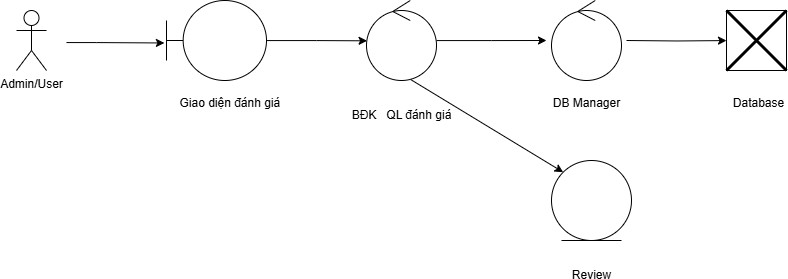 Admin/User
Giao diện đánh giá
BĐK QL đánh giá
DB Manager
Database
Review